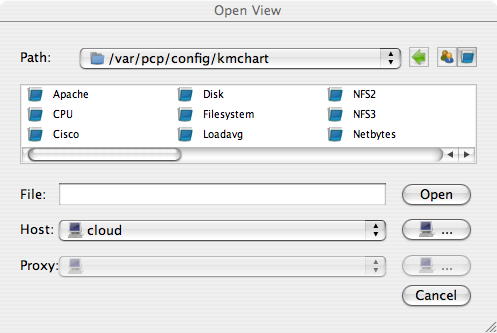 Open View
Path: /var/pcp/config/kmchart
Apache Disk NFS2
CPU Filesystem NFS3
Cisco Loadavg Netbytes
File: Open
Host: cloud ...
Proxy: ...
Cancel